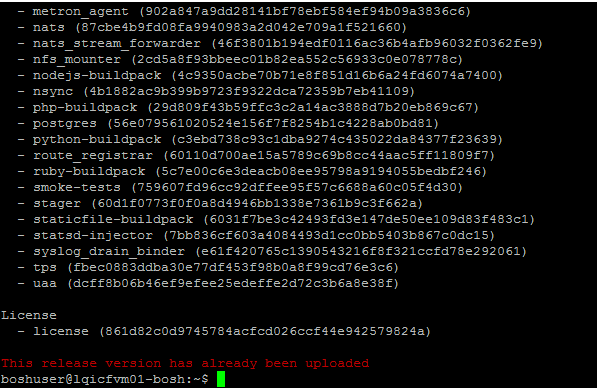 - metron_agent (902a847a9dd28141bf78ebf584ef94b09a3836c6)
- nats (87cbe4b9fd08fa9940983a2d042e709a1f521660)
- nats_stream_forwarder (46f3801b194edf0116ac36b4afb96032f0362fe9)
- nfs_mounter (2cd5a8f93bbeec01b82ea552c56933c0e078778c)
- nodejs-buildpack (4c9350acbe70b71e8f851d16b6a24fd6074a7400)
- nsync (4b1882ac9b399b9723f9322dca72359b7eb41109)
- php-buildpack (29d809f43b59ffc3c2a14ac3888d7b20eb869c67)
- postgres (56e079561020524e156f7f8254b1c4228ab0bd81)
- python-buildpack (c3ebd738c93c1dba9274c435022da84377f23639)
- route_registrar (60110d700ae15a5789c69b8cc44aac5ff11809f7)
- ruby-buildpack (5c7e00c6e3deacb08ee95798a9194055bedbf246)
- smoke-tests (759607fd96cc92dffee95f57c6688a60c05f4d30)
- stager (60d1f0773f0f0a8d4946bb1338e7361b9c3f662a)
- staticfile-buildpack (6031f7be3c42493fd3e147de50ee109d83f483c1)
- statsd-injector (7bb836cf603a4084493d1cc0bb5403b867c0dc15)
- syslog_drain_binder (e61f420765c1390543216f8f321ccfd78e292061)
- tps (fbec0883ddba30e77df453f98b0a8f99cd76e3c6)
- uaa (dcff8b06b46ef9efee25edeffe2d72c3b6a8e38f)
License
- license (861d82c0d9745784acfcd026ccf44e942579824a)
This release version has already been uploaded
boshuser@lqicfvm01-bosh:~$